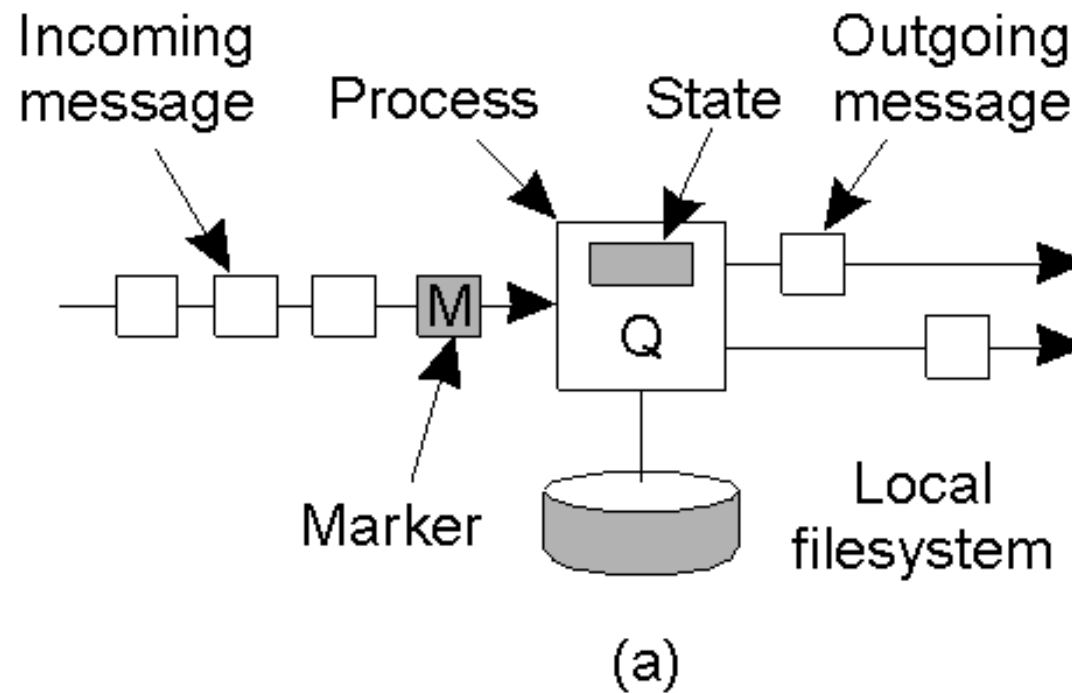 Incoming
message
Process
State
Outgoing
message
M
Q
Marker
Local
filesystem
(a)